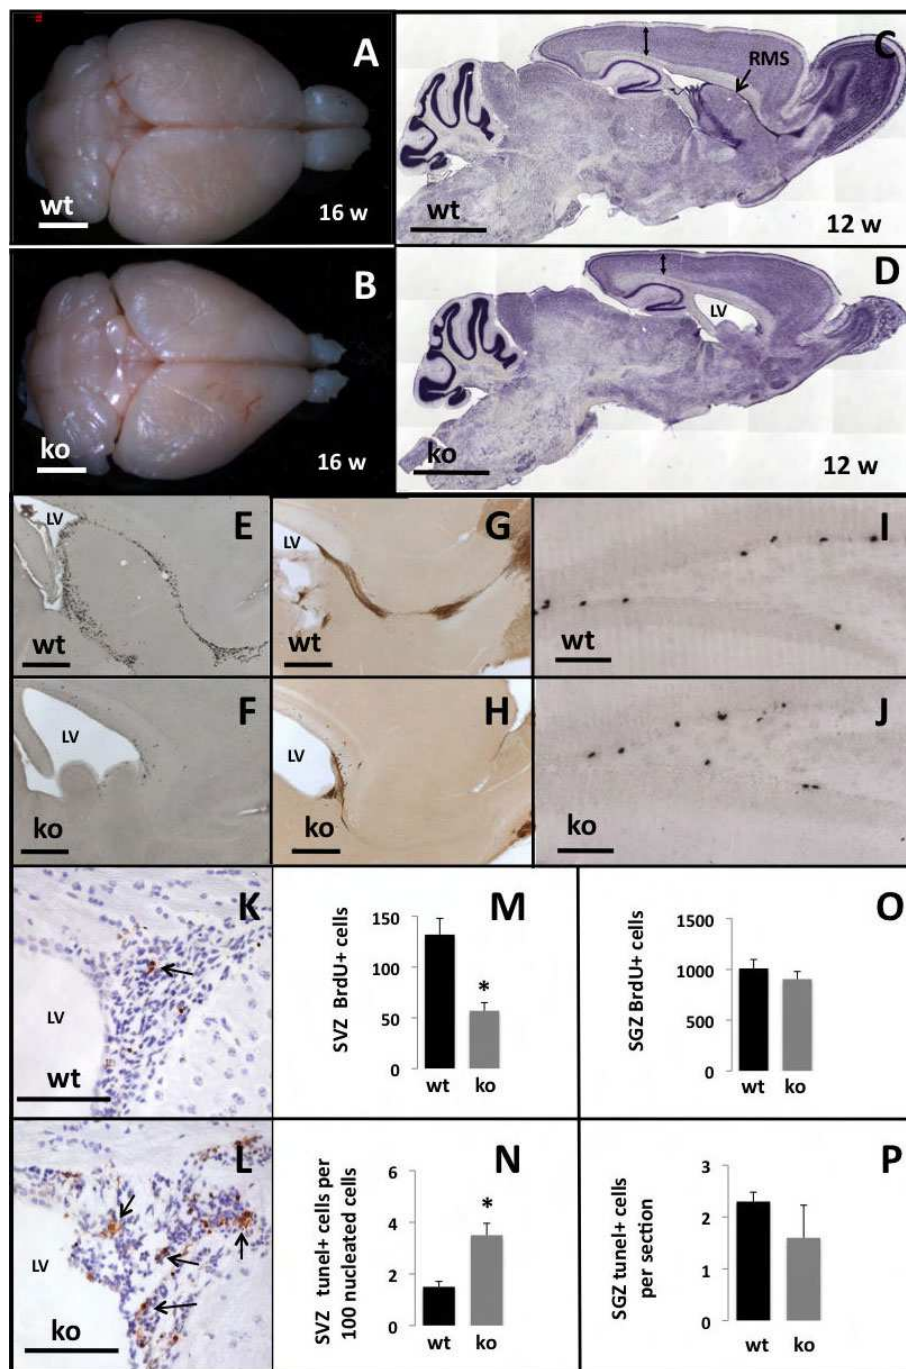 A
wt
16 w
C
RMS
wt
12 w
B
ko
16 w
D
LV
ko
12 w
LV
E
wt
G
LV
wt
I
wt
F
LV
ko
H
LV
ko
J
ko
K
LV
wt
M
SVZ BrdU+ cells
150
100
50
0
*
wt ko
O
SGZ BrdU+ cells
1500
1000
500
0
wt ko
L
LV
ko
N
SVZ tunel+ cells per
100 nucleated cells
6
4
2
0
*
wt ko
P
SGZ tunel+ cells
per section
3
2
1
0
wt ko